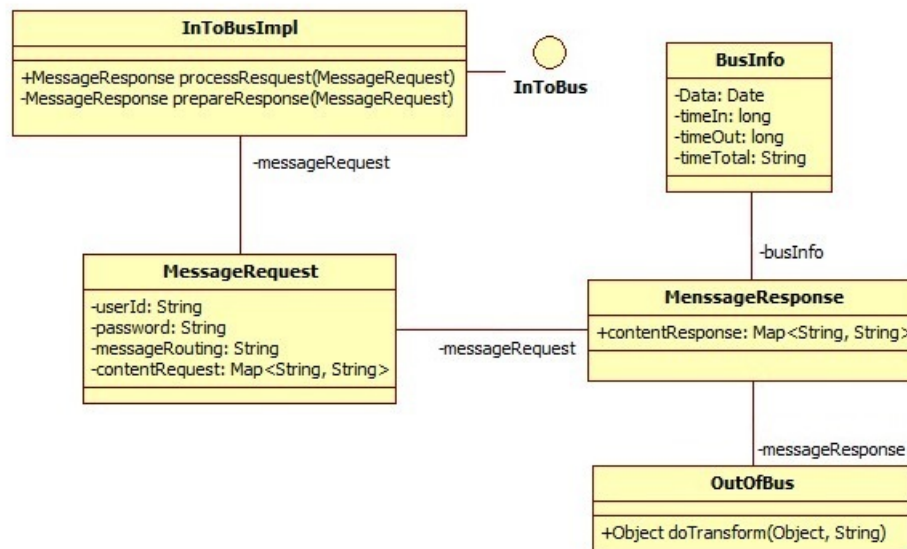 InToBusImpl
+MessageResponse processResquest(MessageRequest)
-MessageResponse prepareResponse(MessageRequest)
InToBus
BusInfo
-Data: Date
-timeIn: long
-timeOut: long
-timeTotal: String
-messageRequest
-busInfo
MessageRequest
-userId: String
-password: String
-messageRouting: String
-contentRequest: Map<String, String>
-messageRequest
MenssageResponse
+contentResponse: Map<String, String>
-messageResponse
OutOfBus
+Object doTransform(Object, String)